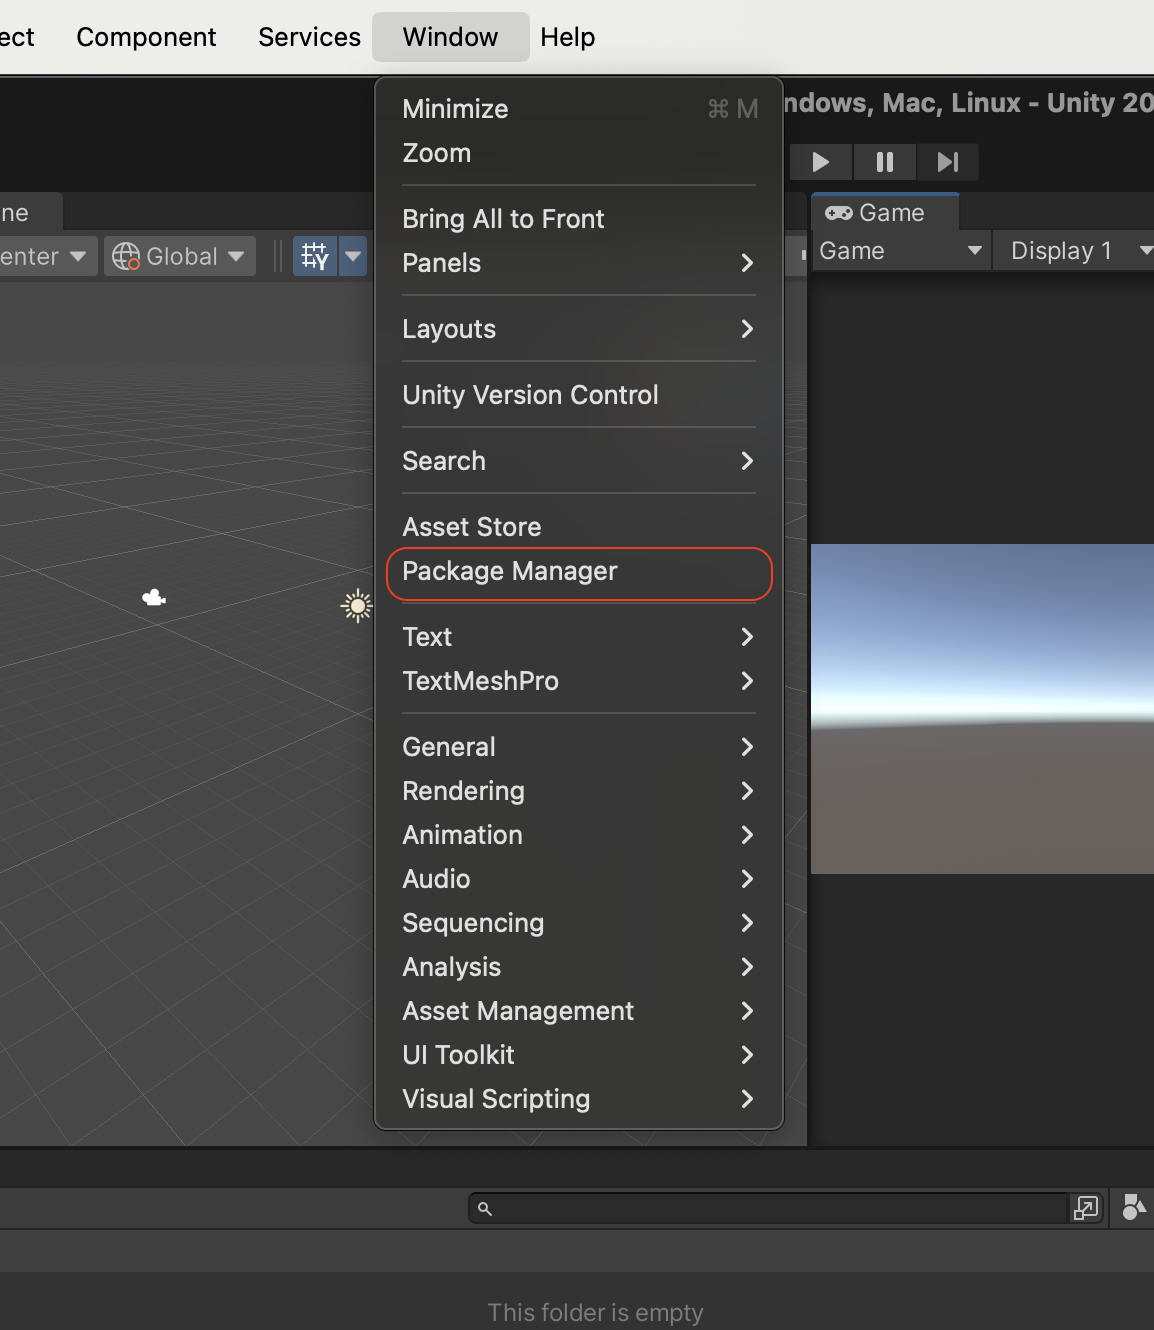 ect Component Services Window Help
ndows, Mac, Linux - Unity 20
Minimize ⌘ M
Zoom
Bring All to Front
Panels
Layouts
Unity Version Control
Search
Asset Store
Package Manager
Text
TextMeshPro
General
Rendering
Animation
Audio
Sequencing
Analysis
Asset Management
UI Toolkit
Visual Scripting
ne
enter Global
Game
Game Display 1
This folder is empty